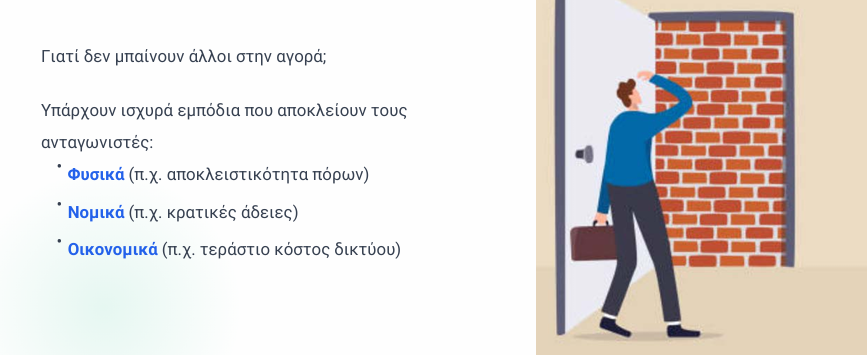 Γιατί δεν μπαίνουν άλλοι στην αγορά;
Υπάρχουν ισχυρά εμπόδια που αποκλείουν τους
ανταγωνιστές:
• Φυσικά (π.χ. αποκλειστικότητα πόρων)
• Νομικά (π.χ. κρατικές άδειες)
• Οικονομικά (π.χ. τεράστιο κόστος δικτύου)